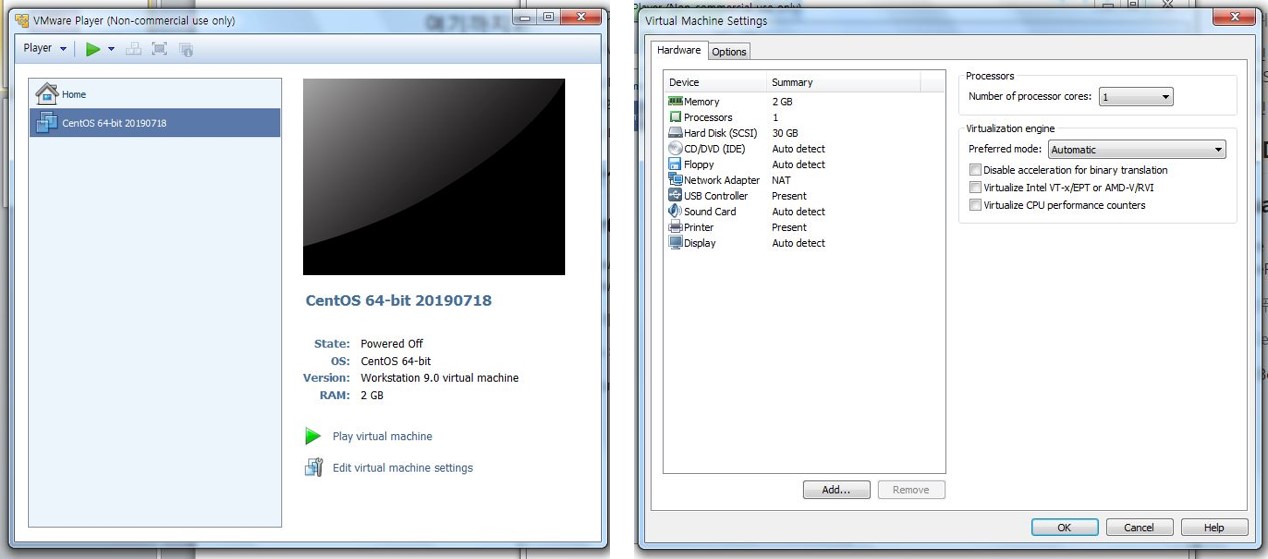 VMware Player (Non-commercial use only)
Player
Home
CentOS 64-bit 20190718
CentOS 64-bit 20190718
State: Powered Off
OS: CentOS 64-bit
Version: Workstation 9.0 virtual machine
RAM: 2 GB
Play virtual machine
Edit virtual machine settings
Virtual Machine Settings
Hardware Options
Device Summary
Memory 2 GB
Processors 1
Hard Disk (SCSI) 30 GB
CD/DVD (IDE) Auto detect
Floppy Auto detect
Network Adapter NAT
USB Controller Present
Sound Card Auto detect
Printer Present
Display Auto detect
Add... Remove
Processors
Number of processor cores: 1
Virtualization engine
Preferred mode: Automatic
Disable acceleration for binary translation
Virtualize Intel VT-x/EPT or AMD-V/RVI
Virtualize CPU performance counters
OK Cancel Help